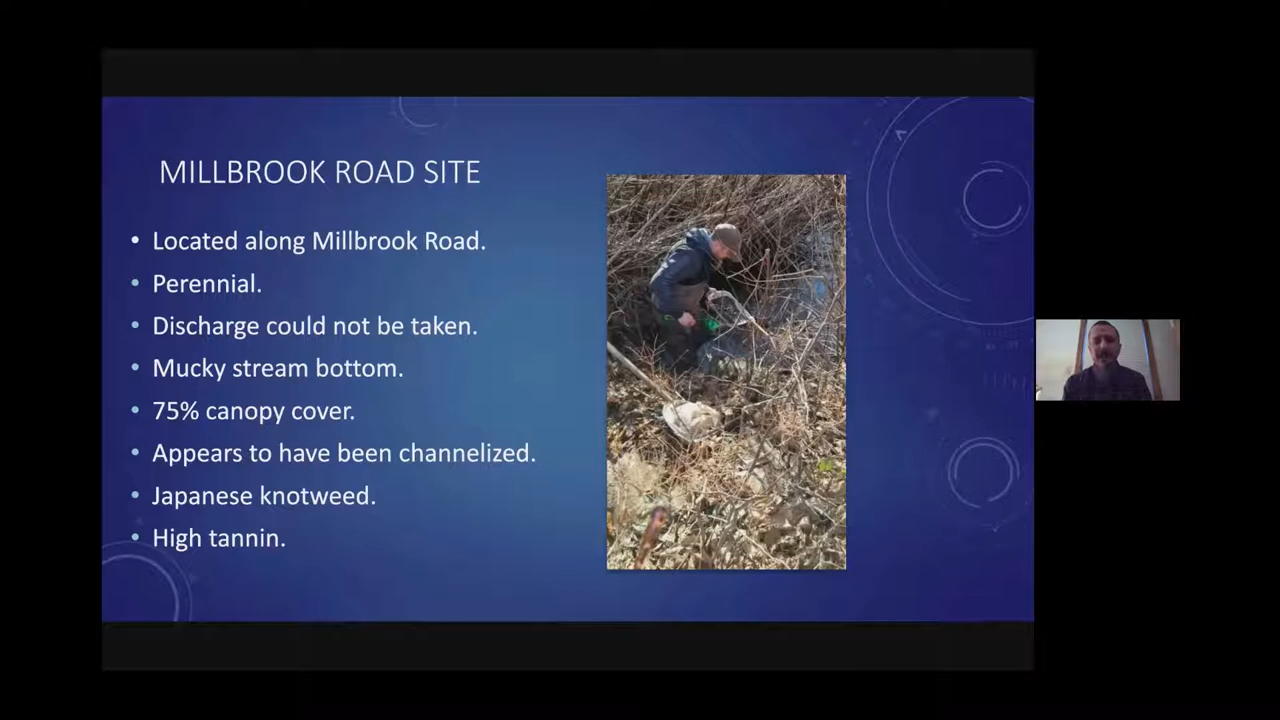 MILLBROOK ROAD SITE
• Located along Millbrook Road.
• Perennial.
• Discharge could not be taken.
• Mucky stream bottom.
• 75% canopy cover.
• Appears to have been channelized.
• Japanese knotweed.
• High tannin.